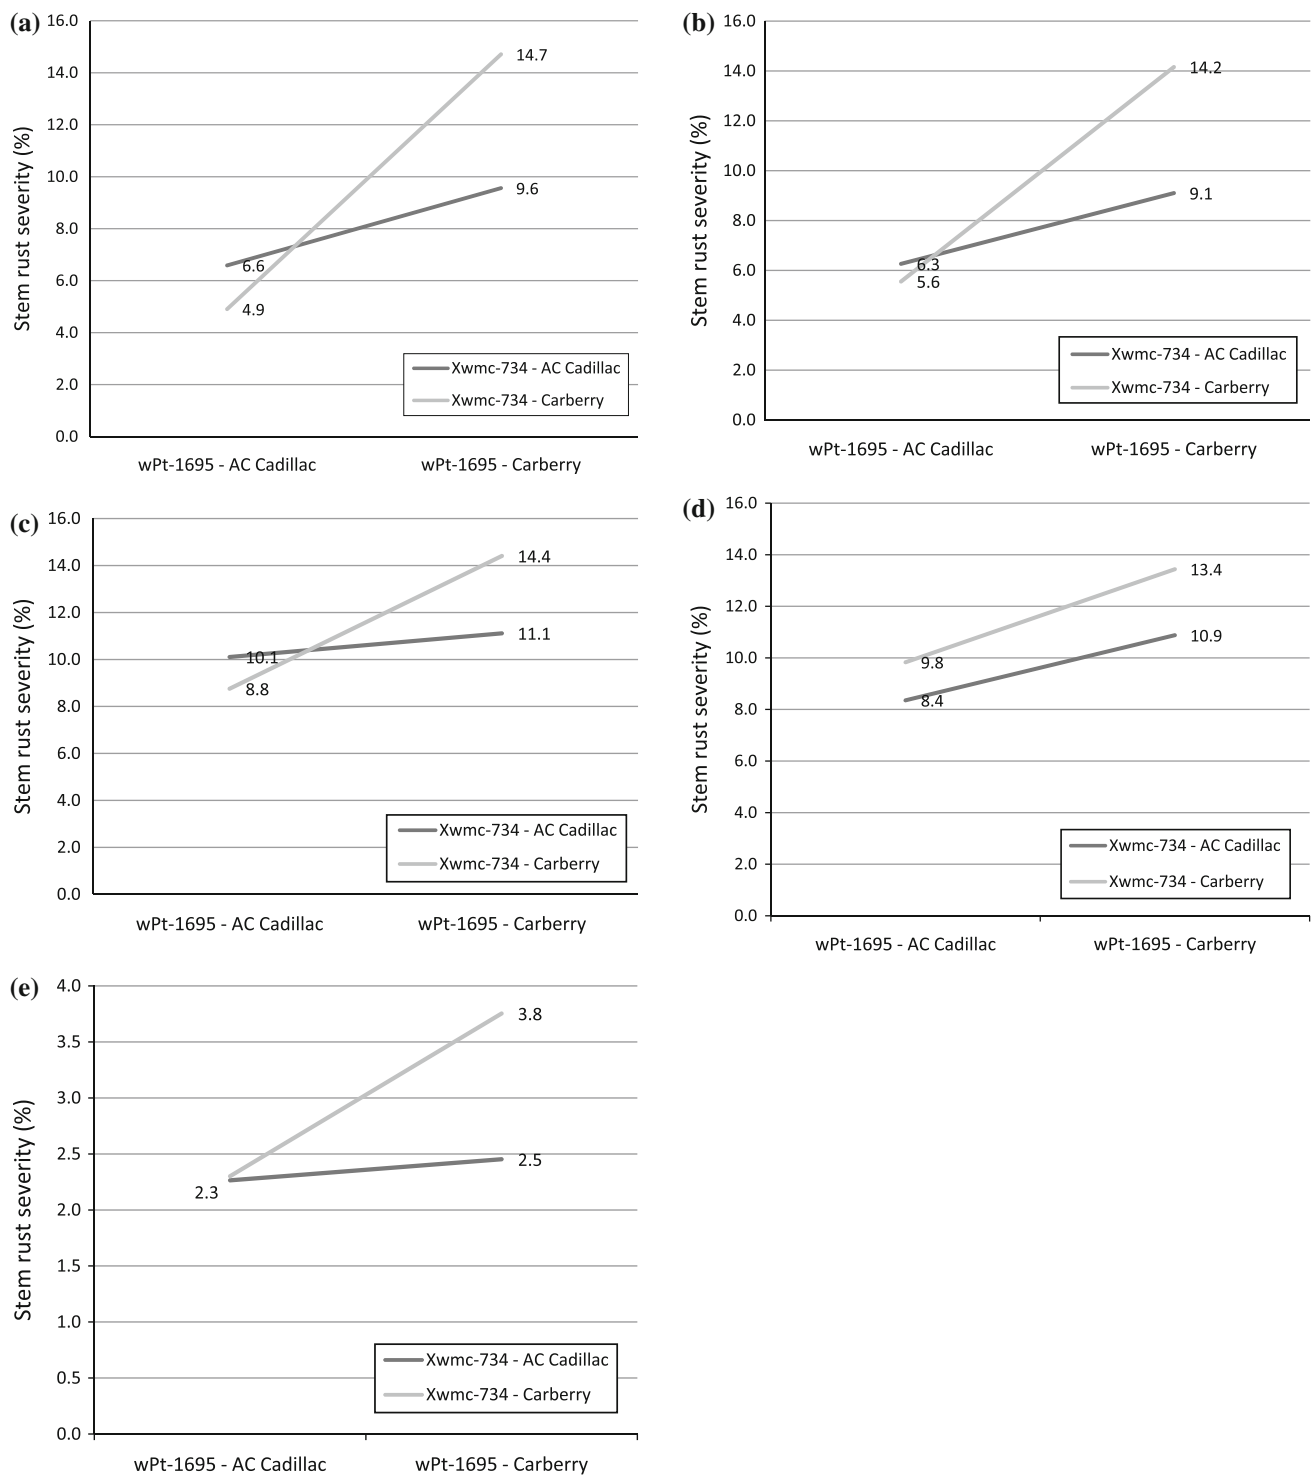 (a)
16.0
14.0
12.0
10.0
8.0
6.0
4.0
2.0
0.0
Stem rust severity (%)
14.7
9.6
6.6
4.9
Xwmc-734 - AC Cadillac
Xwmc-734 - Carberry
wPt-1695 - AC Cadillac
wPt-1695 - Carberry
(b)
16.0
14.0
12.0
10.0
8.0
6.0
4.0
2.0
0.0
Stem rust severity (%)
14.2
9.1
6.3
5.6
Xwmc-734 - AC Cadillac
Xwmc-734 - Carberry
wPt-1695 - AC Cadillac
wPt-1695 - Carberry
(c)
16.0
14.0
12.0
10.0
8.0
6.0
4.0
2.0
0.0
Stem rust severity (%)
14.4
11.1
10.1
8.8
Xwmc-734 - AC Cadillac
Xwmc-734 - Carberry
wPt-1695 - AC Cadillac
wPt-1695 - Carberry
(d)
16.0
14.0
12.0
10.0
8.0
6.0
4.0
2.0
0.0
Stem rust severity (%)
13.4
10.9
9.8
8.4
Xwmc-734 - AC Cadillac
Xwmc-734 - Carberry
wPt-1695 - AC Cadillac
wPt-1695 - Carberry
(e)
4.0
3.5
3.0
2.5
2.0
1.5
1.0
0.5
0.0
Stem rust severity (%)
3.8
2.5
2.3
Xwmc-734 - AC Cadillac
Xwmc-734 - Carberry
wPt-1695 - AC Cadillac
wPt-1695 - Carberry